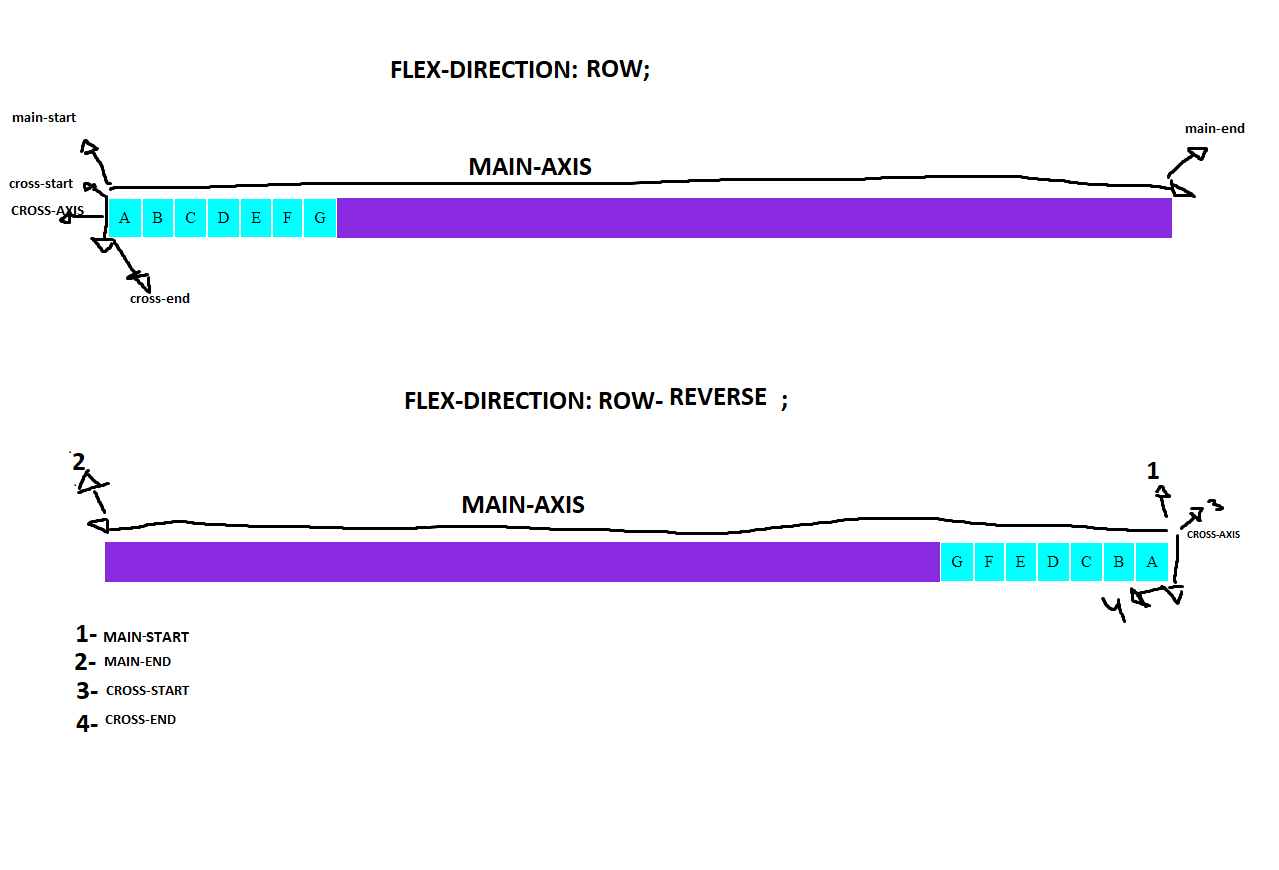 FLEX-DIRECTION: ROW;
main-start
main-end
MAIN-AXIS
cross-start
CROSS-AXIS
A B C D E F G
cross-end
FLEX-DIRECTION: ROW-REVERSE ;
2
1
MAIN-AXIS
3
CROSS-AXIS
G F E D C B A
4
1- MAIN-START
2- MAIN-END
3- CROSS-START
4- CROSS-END